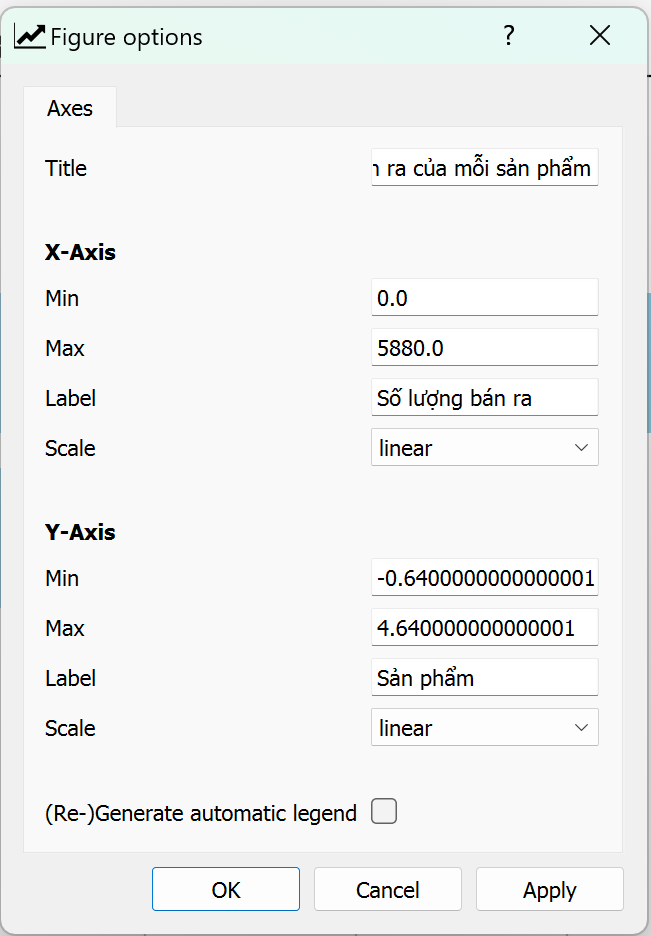 Figure options
?
Axes
Title ra của mỗi sản phẩm
X-Axis
Min 0.0
Max 5880.0
Label Số lượng bán ra
Scale linear
Y-Axis
Min -0.6400000000000001
Max 4.640000000000001
Label Sản phẩm
Scale linear
(Re-)Generate automatic legend
OK Cancel Apply